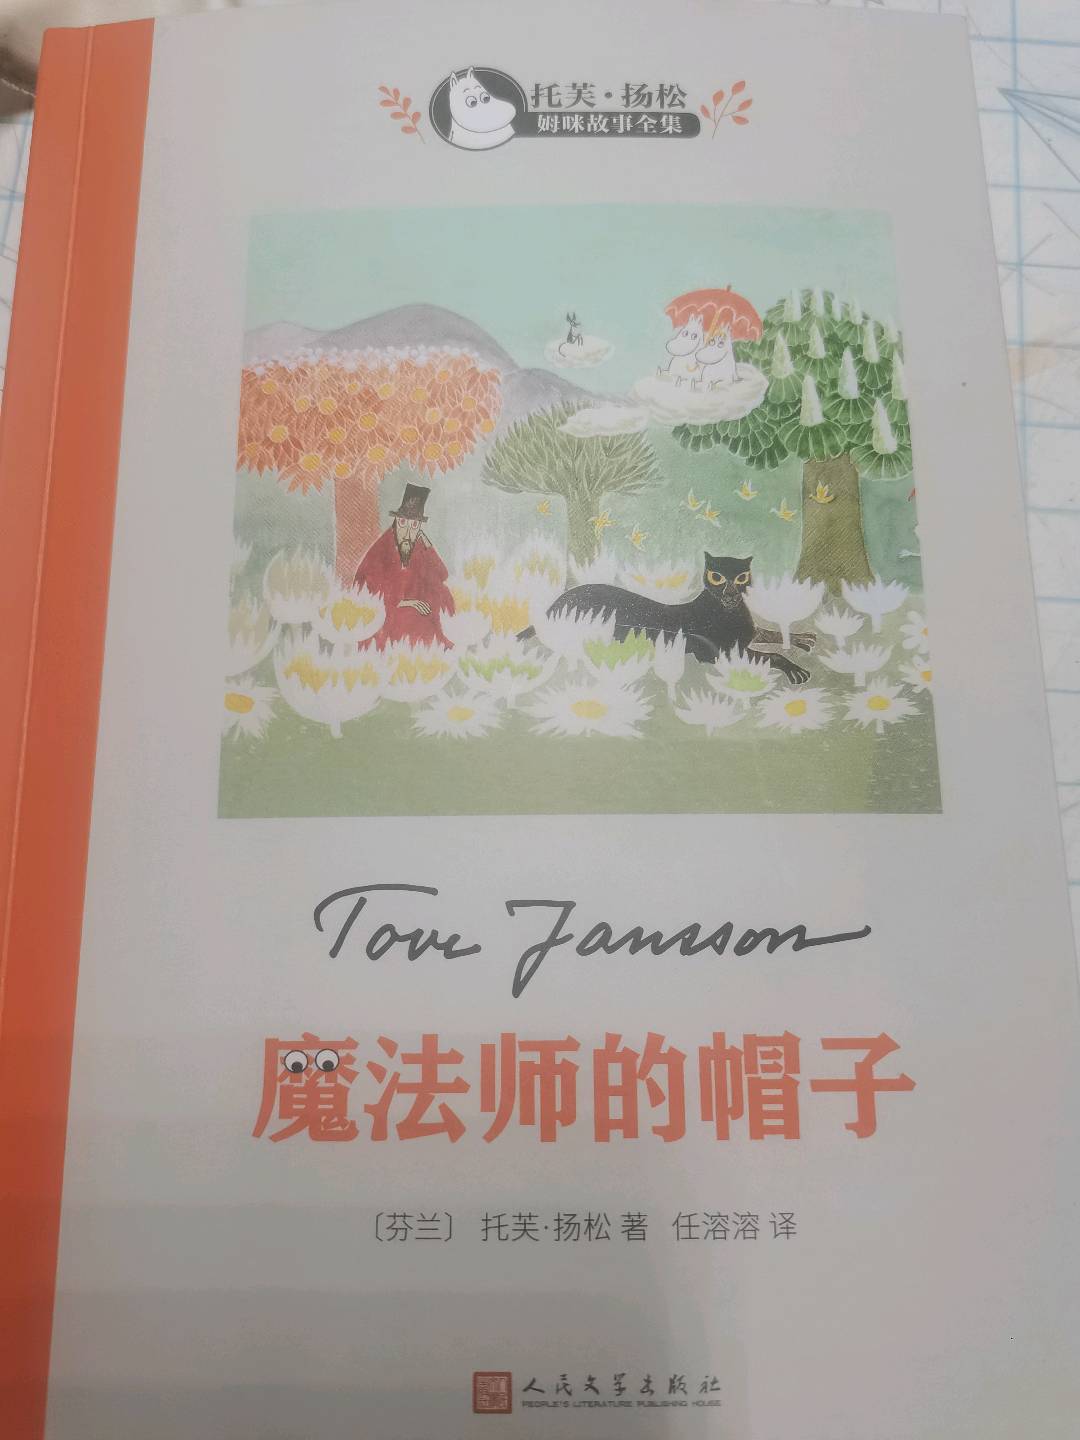 托芙·扬松
姆咪故事全集
Tove Jansson
魔法师的帽子
〔芬兰〕 托芙·扬松 著 任溶溶 译
人民文学出版社
PEOPLE'S LITERATURE PUBLISHING HOUSE